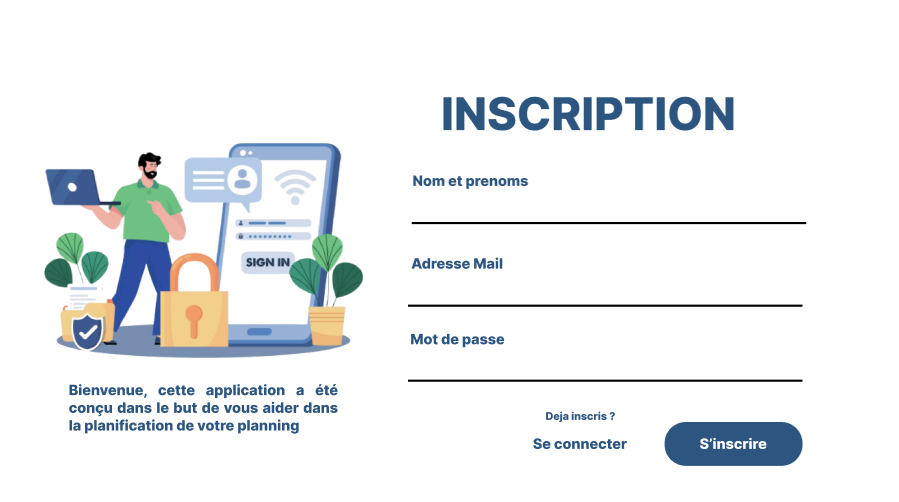 INSCRIPTION
Nom et prenoms
Adresse Mail
SIGN IN
Mot de passe
Bienvenue, cette application a été
conçu dans le but de vous aider dans
la planification de votre planning
Deja inscris ?
Se connecter
S'inscrire